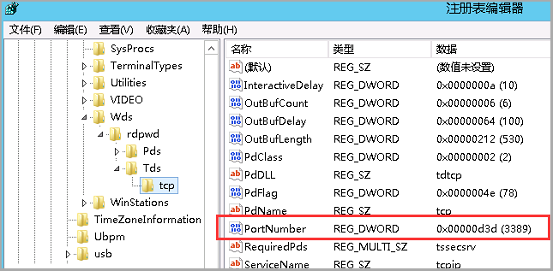 注册表编辑器
文件(F) 编辑(E) 查看(V) 收藏夹(A) 帮助(H)
SysProcs
TerminalTypes
Utilities
VIDEO
Wds
rdpwd
Pds
Tds
tcp
WinStations
TimeZoneInformation
Ubpm
usb
名称 类型 数据
(默认) REG_SZ (数值未设置)
InteractiveDelay REG_DWORD 0x0000000a (10)
OutBufCount REG_DWORD 0x00000006 (6)
OutBufDelay REG_DWORD 0x00000064 (100)
OutBufLength REG_DWORD 0x00000212 (530)
PdClass REG_DWORD 0x00000002 (2)
PdDLL REG_SZ tdtcp
PdFlag REG_DWORD 0x0000004e (78)
PdName REG_SZ tcp
PortNumber REG_DWORD 0x00000d3d (3389)
RequiredPds REG_MULTI_SZ tssecsrv
ServiceName REG_SZ tcpip